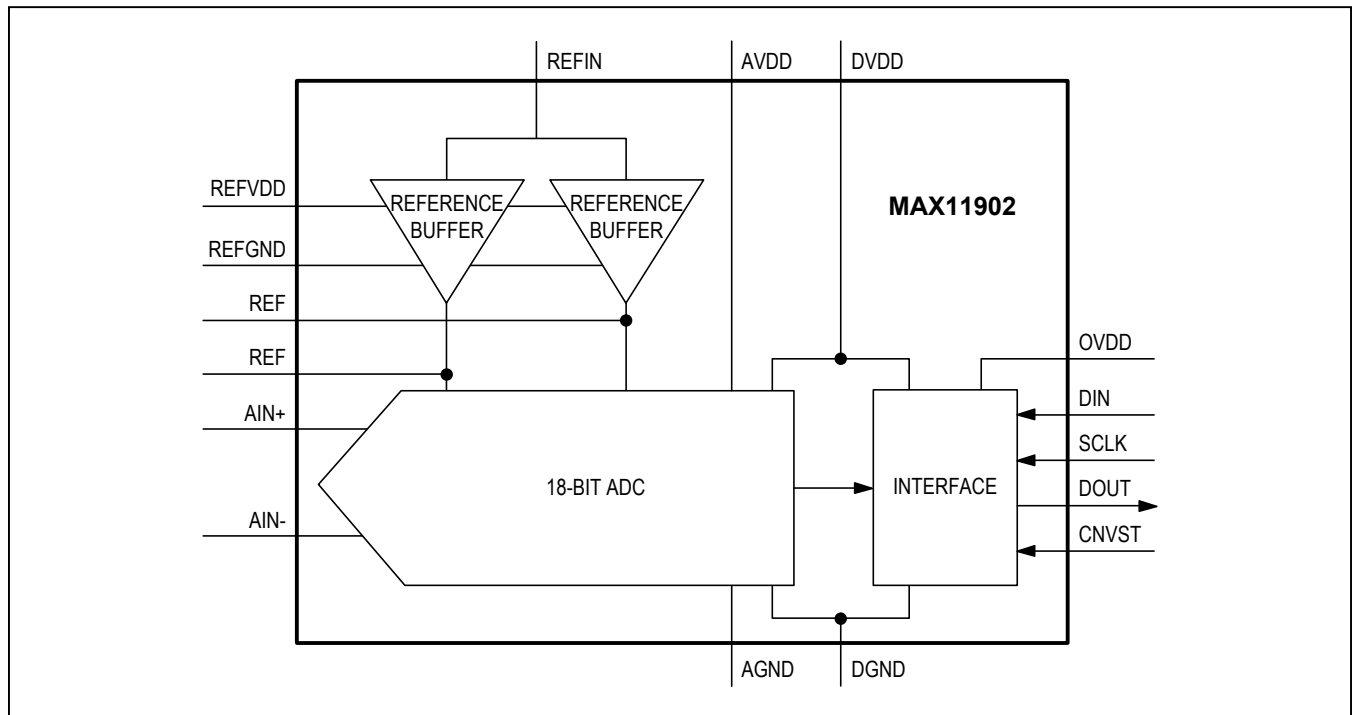 REFIN
AVDD
DVDD
REFVDD
REFERENCE
BUFFER
REFERENCE
BUFFER
MAX11902
REFGND
REF
REF
AIN+
AIN-
18-BIT ADC
INTERFACE
OVDD
DIN
SCLK
DOUT
CNVST
AGND
DGND